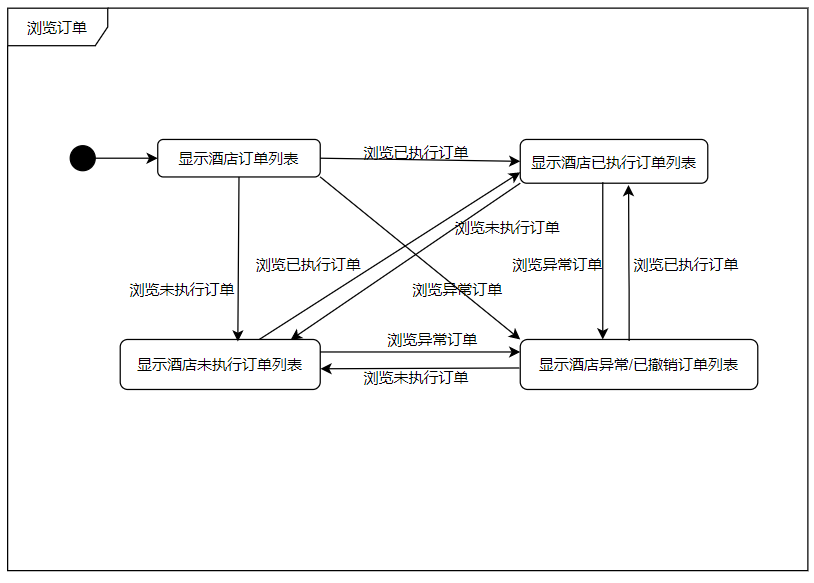 浏览订单
显示酒店订单列表
浏览已执行订单
显示酒店已执行订单列表
浏览未执行订单
浏览已执行订单
浏览异常订单
浏览已执行订单
浏览未执行订单
浏览异常订单
浏览异常订单
显示酒店未执行订单列表
显示酒店异常/已撤销订单列表
浏览未执行订单